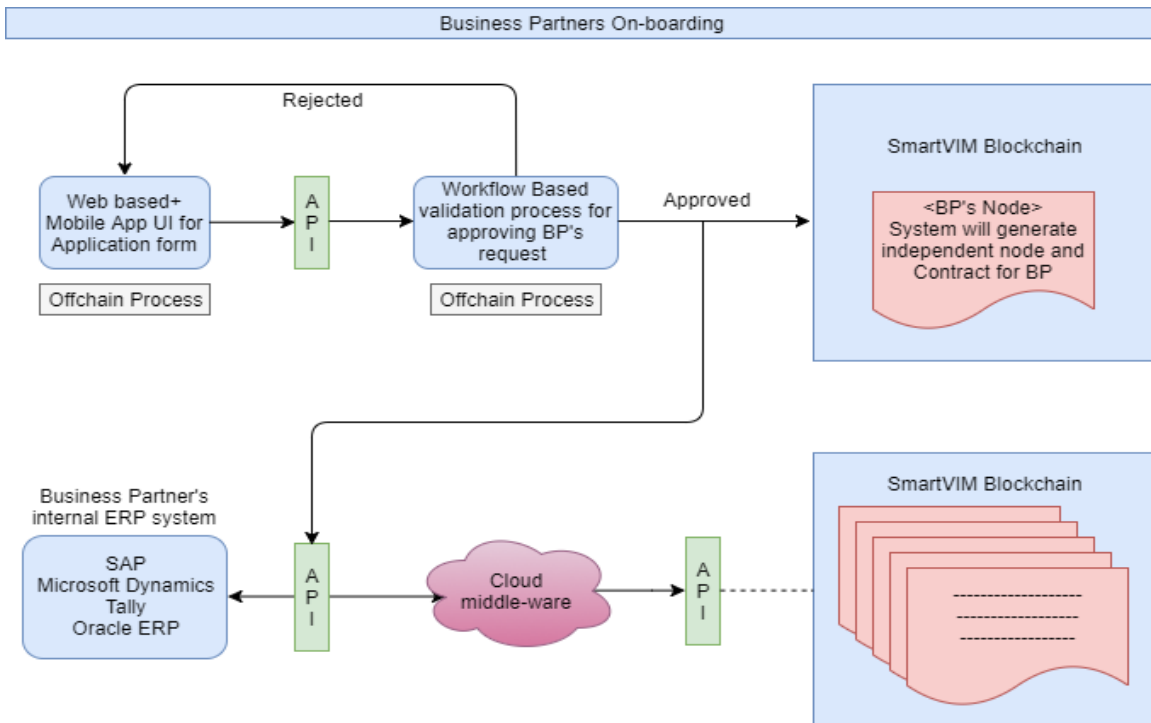 Business Partners On-boarding
Rejected
SmartVIM Blockchain
Web based+
Mobile App UI for
Application form
A
P
I
Workflow Based
validation process for
approving BP's
request
Approved
<BP's Node>
System will generate
independent node and
Contract for BP
Offchain Process
Offchain Process
Business Partner's
internal ERP system
SAP
Microsoft Dynamics
Tally
Oracle ERP
A
P
I
Cloud
middle-ware
A
P
I
SmartVIM Blockchain
-------------------
------------------
-----------------